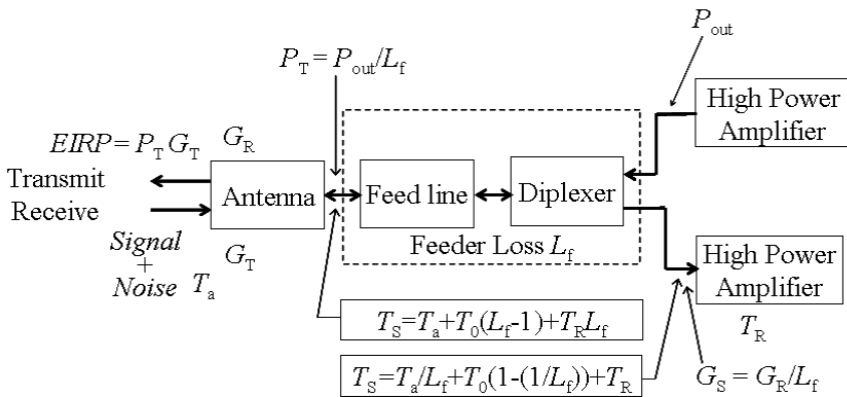 P_out
P_T = P_out/L_f
High Power
Amplifier
EIRP = P_T G_T
G_R
Transmit
Receive
Antenna
Feed line
Diplexer
Signal
+
Noise
T_a
G_T
Feeder Loss L_f
High Power
Amplifier
T_R
T_S=T_a+T_0(L_f-1)+T_RL_f
T_S=T_a/L_f+T_0(1-(1/L_f))+T_R
G_S = G_R/L_f